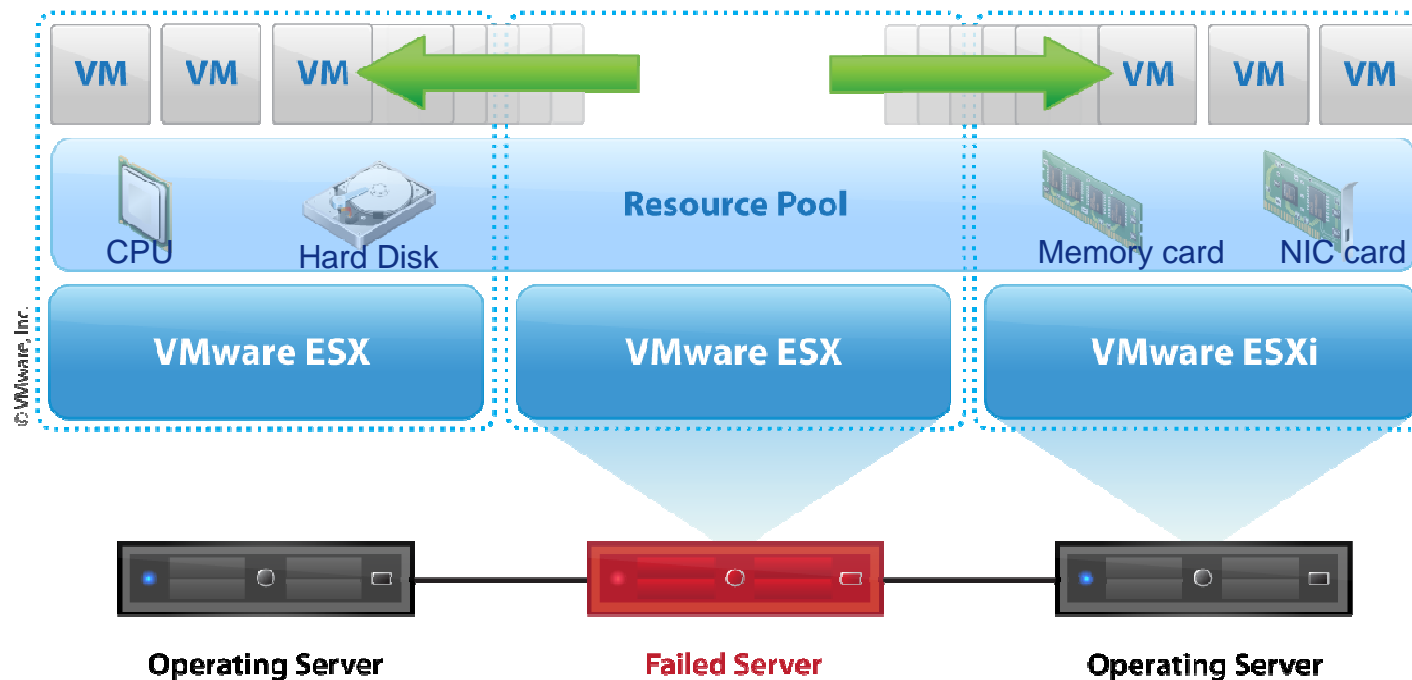 VM VM VM VM VM VM
Resource Pool
CPU Hard Disk Memory card NIC card
VMware ESX VMware ESX VMware ESXi
© VMware, Inc.
Operating Server Failed Server Operating Server